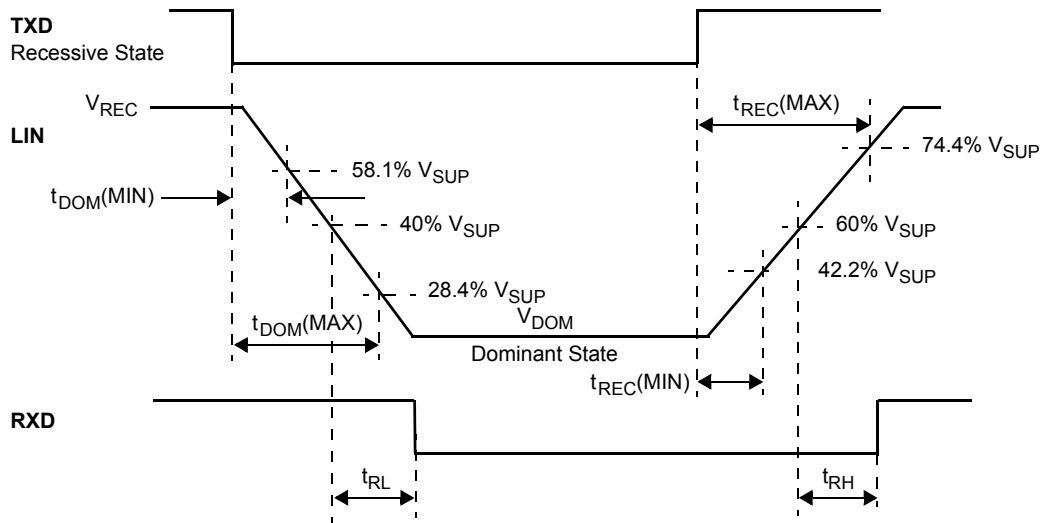 TXD
Recessive State
V_REC
LIN
t_REC(MAX)
74.4% V_SUP
58.1% V_SUP
t_DOM(MIN)
40% V_SUP
60% V_SUP
42.2% V_SUP
28.4% V_SUP
V_DOM
t_DOM(MAX)
Dominant State
t_REC(MIN)
RXD
t_RL
t_RH